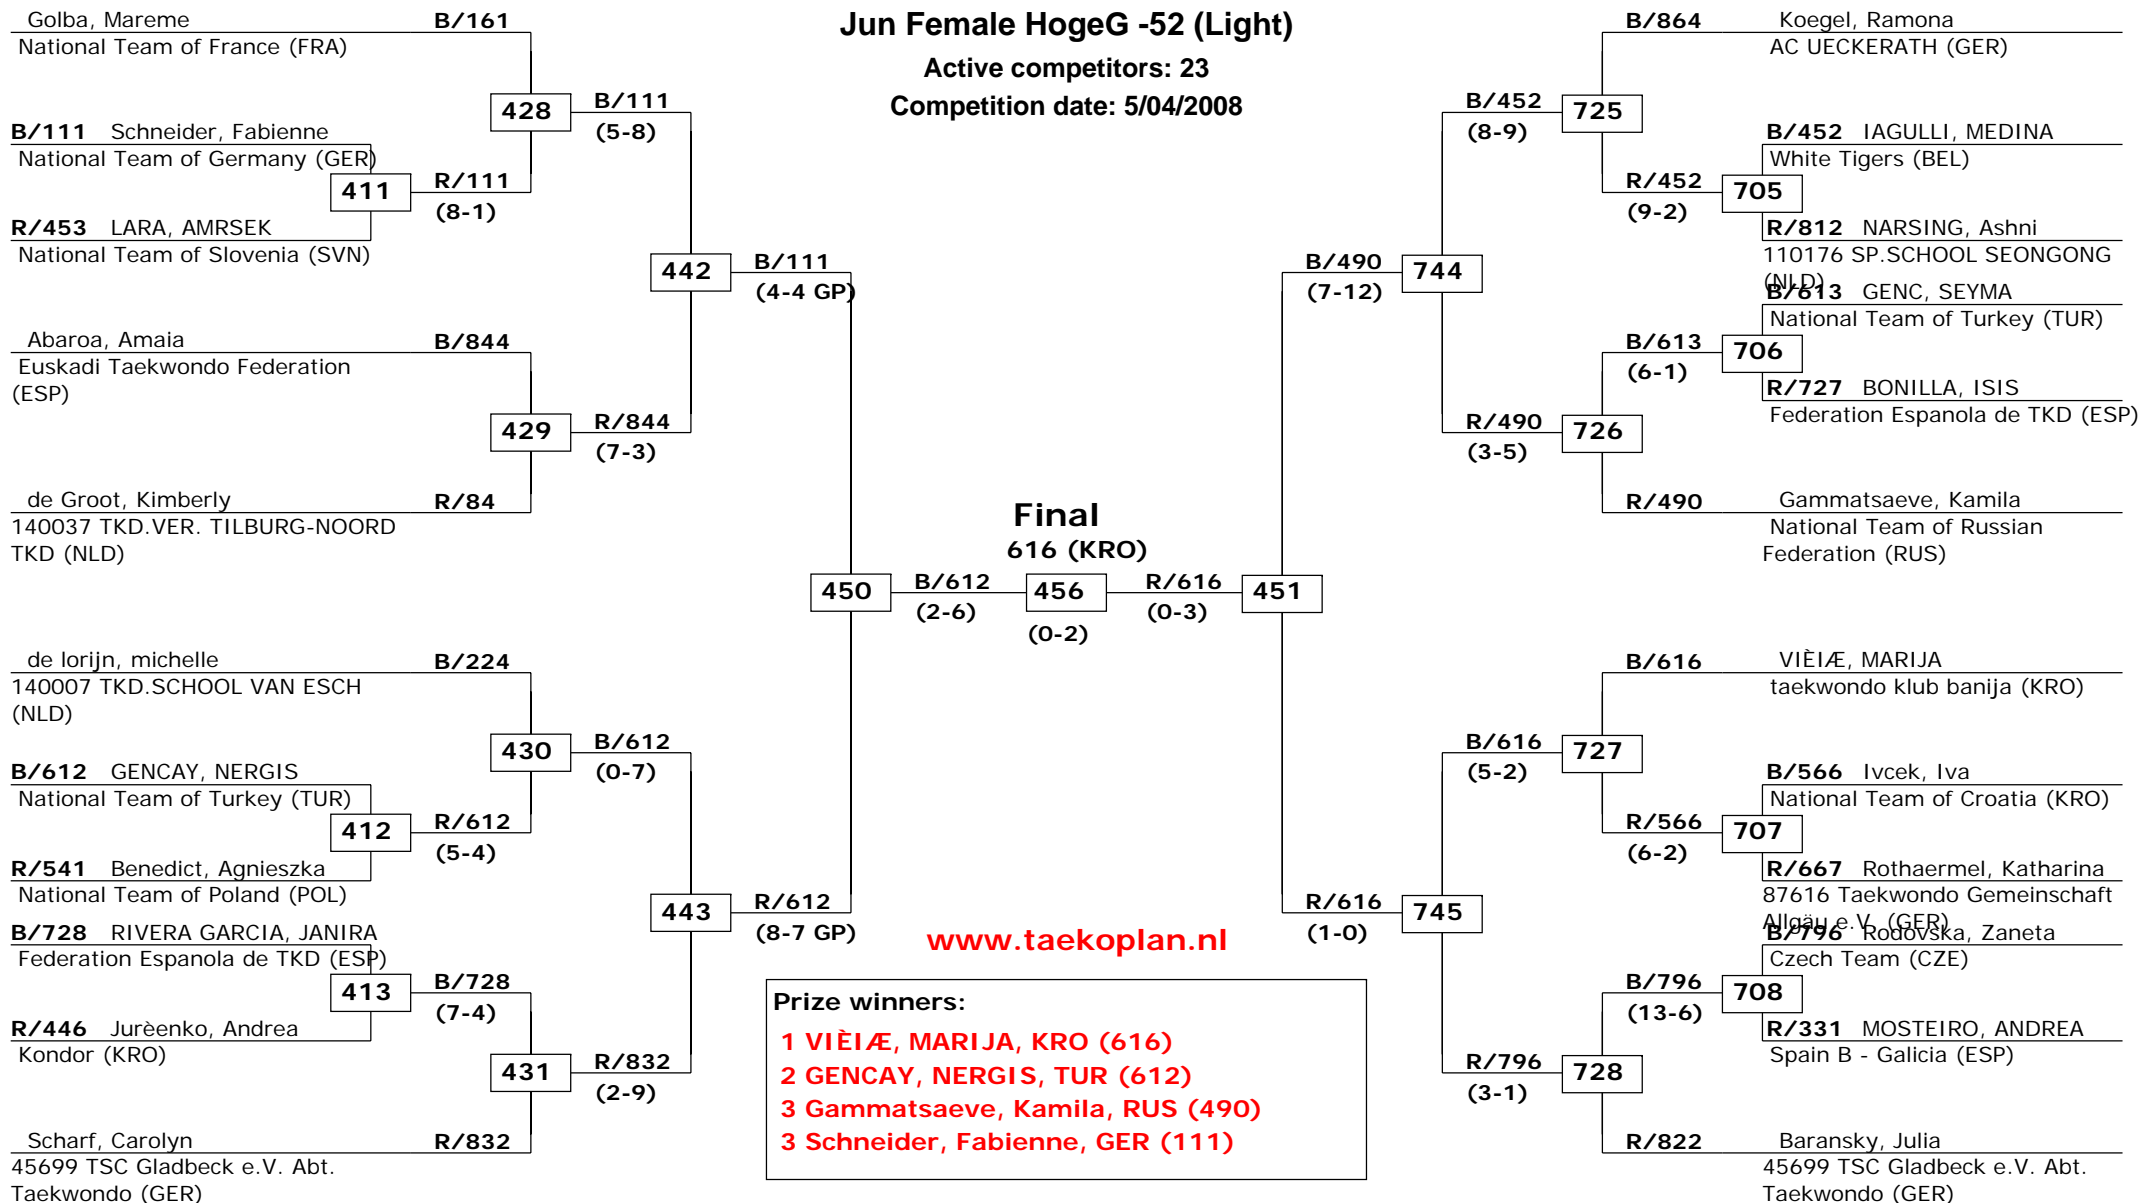 Jun Female HogeG -52 (Light)
Active competitors: 23
Competition date: 5/04/2008
Golba, Mareme B/161
National Team of France (FRA)
B/111 Schneider, Fabienne
National Team of Germany (GER)
R/453 LARA, AMRSEK
National Team of Slovenia (SVN)
411
R/111
(8-1)
428
B/111
(5-8)
Abaroa, Amaia B/844
Euskadi Taekwondo Federation
(ESP)
de Groot, Kimberly R/84
140037 TKD.VER. TILBURG-NOORD
TKD (NLD)
429
R/844
(7-3)
442
B/111
(4-4 GP)
de lorijn, michelle B/224
140007 TKD.SCHOOL VAN ESCH
(NLD)
B/612 GENCAY, NERGIS
National Team of Turkey (TUR)
R/541 Benedict, Agnieszka
National Team of Poland (POL)
412
R/612
(5-4)
430
B/612
(0-7)
B/728 RIVERA GARCIA, JANIRA
Federation Espanola de TKD (ESP)
R/446 Jurèenko, Andrea
Kondor (KRO)
413
B/728
(7-4)
Scharf, Carolyn R/832
45699 TSC Gladbeck e.V. Abt.
Taekwondo (GER)
431
R/832
(2-9)
443
R/612
(8-7 GP)
450
B/612
(2-6)
Final
616 (KRO)
456
(0-2)
R/616
(0-3)
451
B/864 Koegel, Ramona
AC UECKERATH (GER)
B/452 IAGULLI, MEDINA
White Tigers (BEL)
R/812 NARSING, Ashni
110176 SP.SCHOOL SEONGONG
(NLD)
705
R/452
(9-2)
725
B/452
(8-9)
B/613 GENC, SEYMA
National Team of Turkey (TUR)
R/727 BONILLA, ISIS
Federation Espanola de TKD (ESP)
706
B/613
(6-1)
R/490 Gammatsaeve, Kamila
National Team of Russian
Federation (RUS)
726
R/490
(3-5)
744
B/490
(7-12)
B/616 VIÈIÆ, MARIJA
taekwondo klub banija (KRO)
B/566 Ivcek, Iva
National Team of Croatia (KRO)
R/667 Rothaermel, Katharina
87616 Taekwondo Gemeinschaft
Allgäu e.V. (GER)
707
R/566
(6-2)
727
B/616
(5-2)
B/796 Rodovska, Zaneta
Czech Team (CZE)
R/331 MOSTEIRO, ANDREA
Spain B - Galicia (ESP)
708
B/796
(13-6)
R/822 Baransky, Julia
45699 TSC Gladbeck e.V. Abt.
Taekwondo (GER)
728
R/796
(3-1)
745
R/616
(1-0)
www.taekoplan.nl
Prize winners:
1 VIÈIÆ, MARIJA, KRO (616)
2 GENCAY, NERGIS, TUR (612)
3 Gammatsaeve, Kamila, RUS (490)
3 Schneider, Fabienne, GER (111)